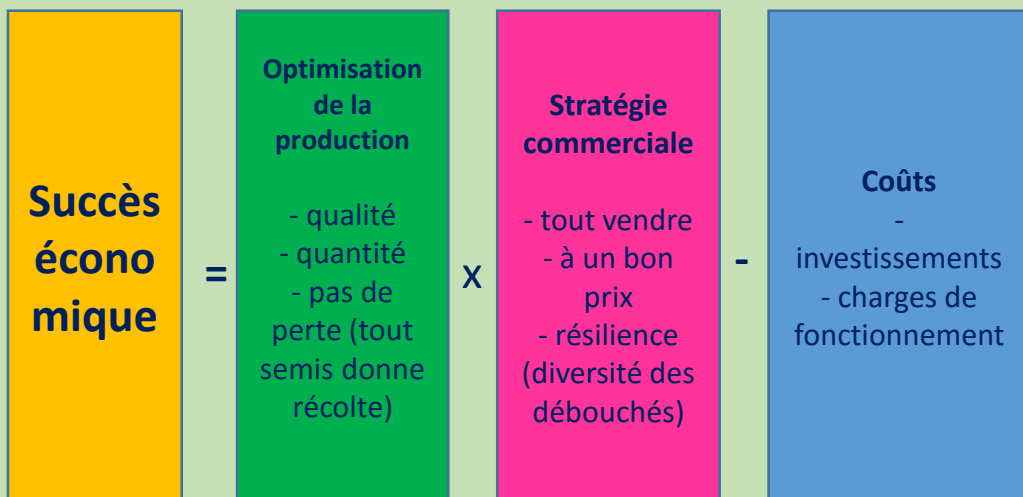 Succès
écono
mique
=
Optimisation
de la
production
- qualité
- quantité
- pas de
perte (tout
semis donne
récolte)
x
Stratégie
commerciale
- tout vendre
- à un bon
prix
- résilience
(diversité des
débouchés)
-
Coûts
-
investissements
- charges de
fonctionnement